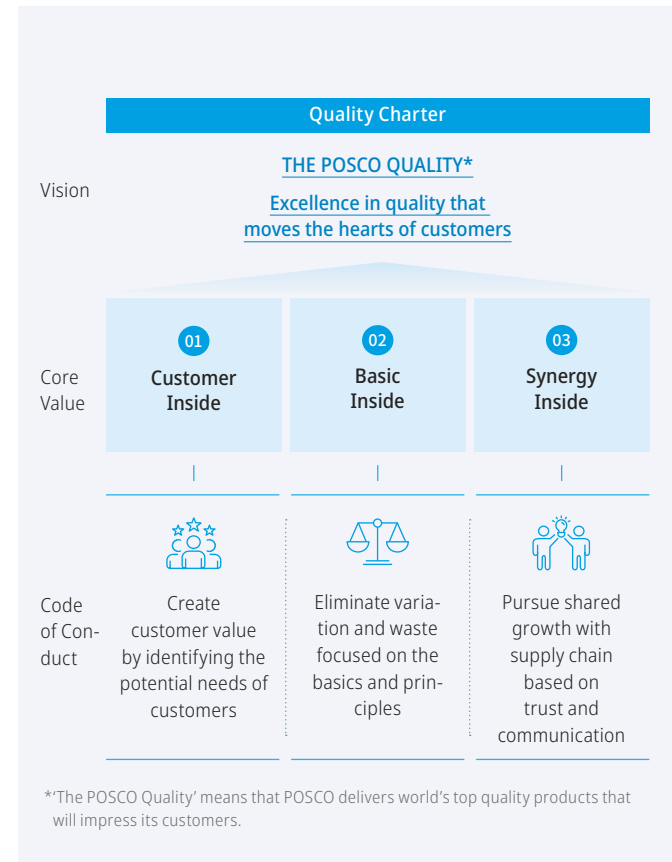 Quality Charter
Vision
THE POSCO QUALITY*
Excellence in quality that
moves the hearts of customers
Core
Value
01
Customer
Inside
02
Basic
Inside
03
Synergy
Inside
Code
of Con-
duct
Create
customer value
by identifying the
potential needs of
customers
Eliminate varia-
tion and waste
focused on the
basics and prin-
ciples
Pursue shared
growth with
supply chain
based on
trust and
communication
*‘The POSCO Quality’ means that POSCO delivers world’s top quality products that
will impress its customers.